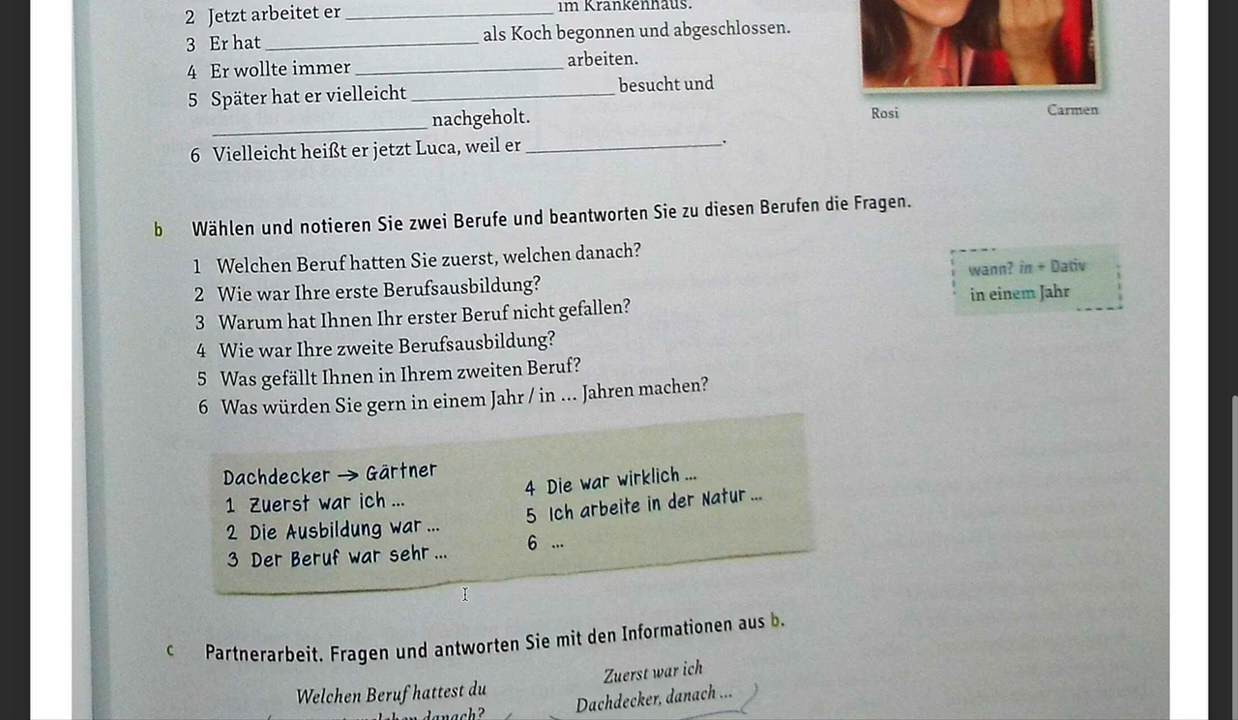 2 Jetzt arbeitet er ____________ im Krankenhaus.
3 Er hat ____________ als Koch begonnen und abgeschlossen.
4 Er wollte immer ____________ arbeiten.
5 Später hat er vielleicht ____________ besucht und
____________ nachgeholt.
6 Vielleicht heißt er jetzt Luca, weil er ____________.
Rosi Carmen
b Wählen und notieren Sie zwei Berufe und beantworten Sie zu diesen Berufen die Fragen.
1 Welchen Beruf hatten Sie zuerst, welchen danach?
2 Wie war Ihre erste Berufsausbildung?
3 Warum hat Ihnen Ihr erster Beruf nicht gefallen?
4 Wie war Ihre zweite Berufsausbildung?
5 Was gefällt Ihnen in Ihrem zweiten Beruf?
6 Was würden Sie gern in einem Jahr / in ... Jahren machen?
wann? in + Dativ
in einem Jahr
Dachdecker → Gärtner
1 Zuerst war ich ...
2 Die Ausbildung war ...
3 Der Beruf war sehr ...
4 Die war wirklich ...
5 Ich arbeite in der Natur ...
6 ...
c Partnerarbeit. Fragen und antworten Sie mit den Informationen aus b.
Welchen Beruf hattest du
danach?
Zuerst war ich
Dachdecker, danach ...